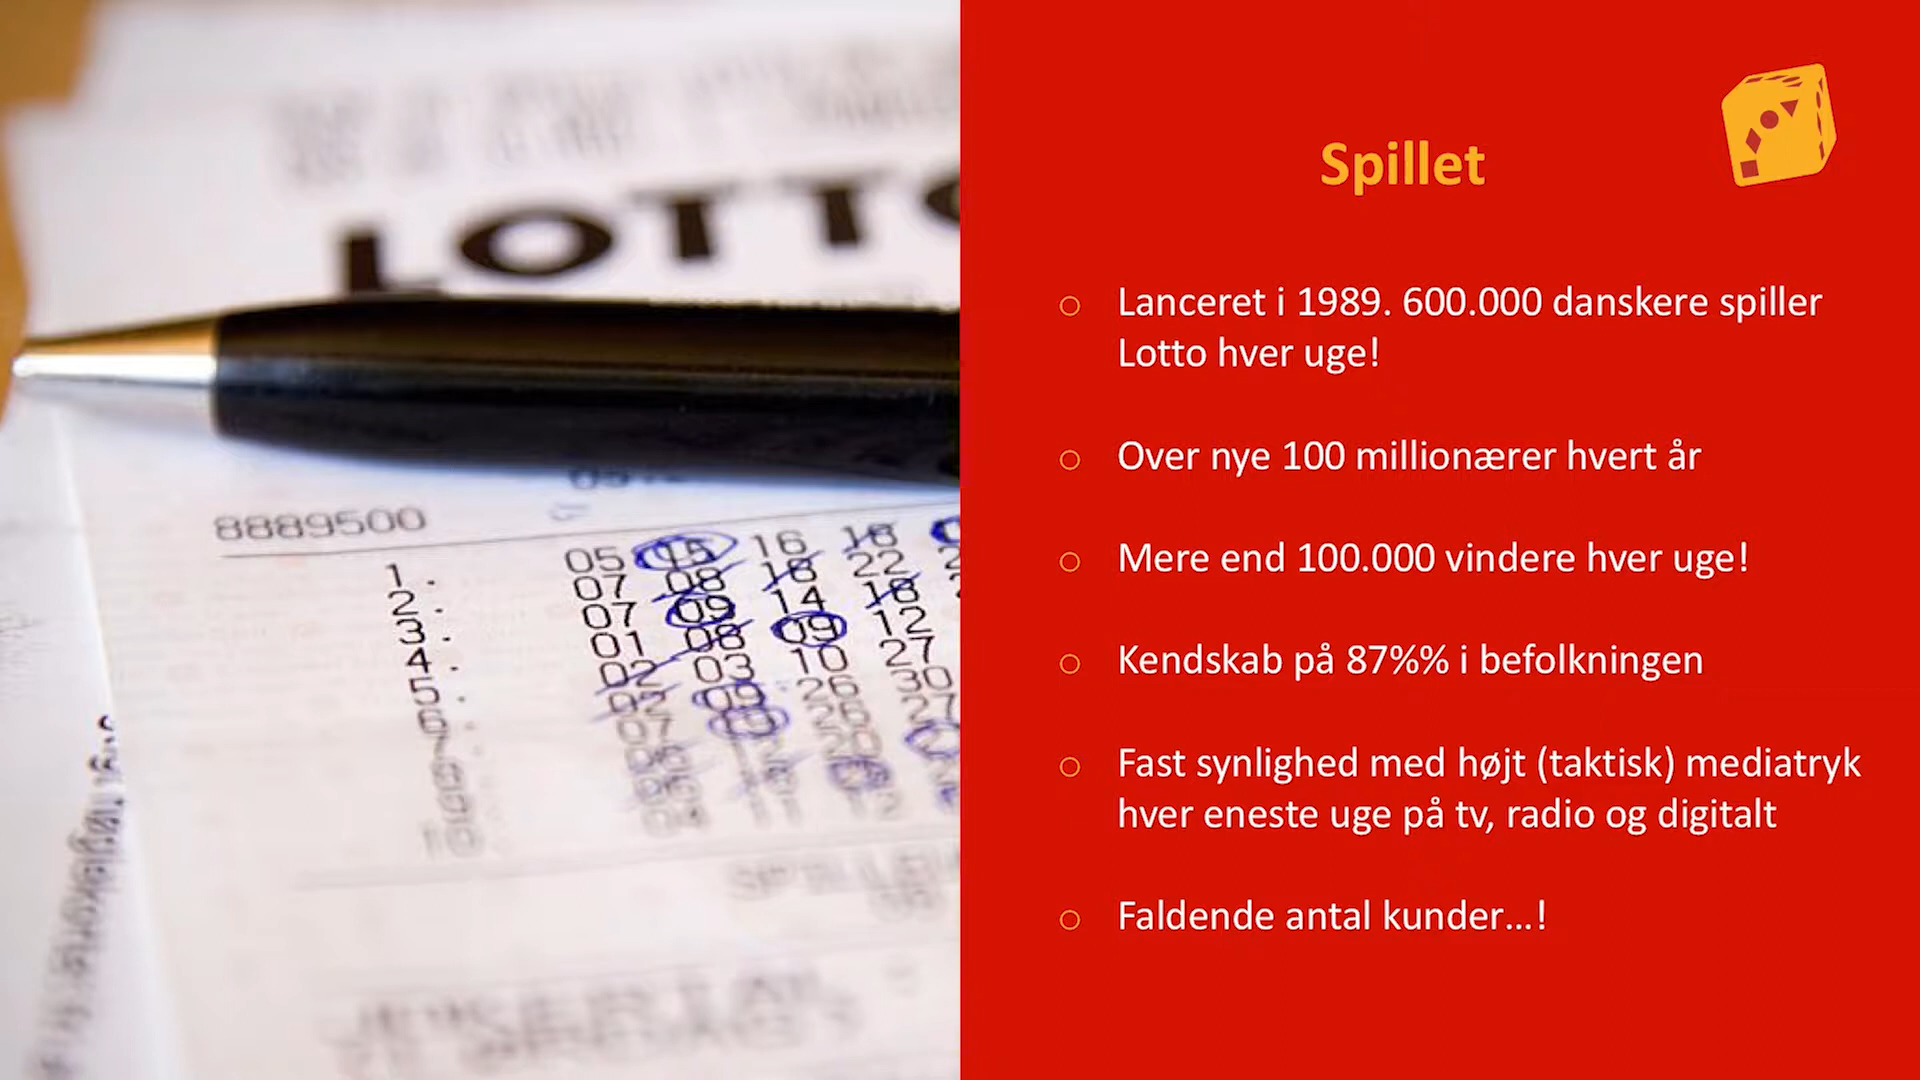 LOTTO
8889500
1. 05 15 16 18
2. 07 08 18 22
3. 07 09 14 18
4. 01 08 09 12
5. 02 03 10 27
Spillet
Lanceret i 1989. 600.000 danskere spiller
Lotto hver uge!
Over nye 100 millionærer hvert år
Mere end 100.000 vindere hver uge!
Kendskab på 87%% i befolkningen
Fast synlighed med højt (taktisk) mediatryk
hver eneste uge på tv, radio og digitalt
Faldende antal kunder...!